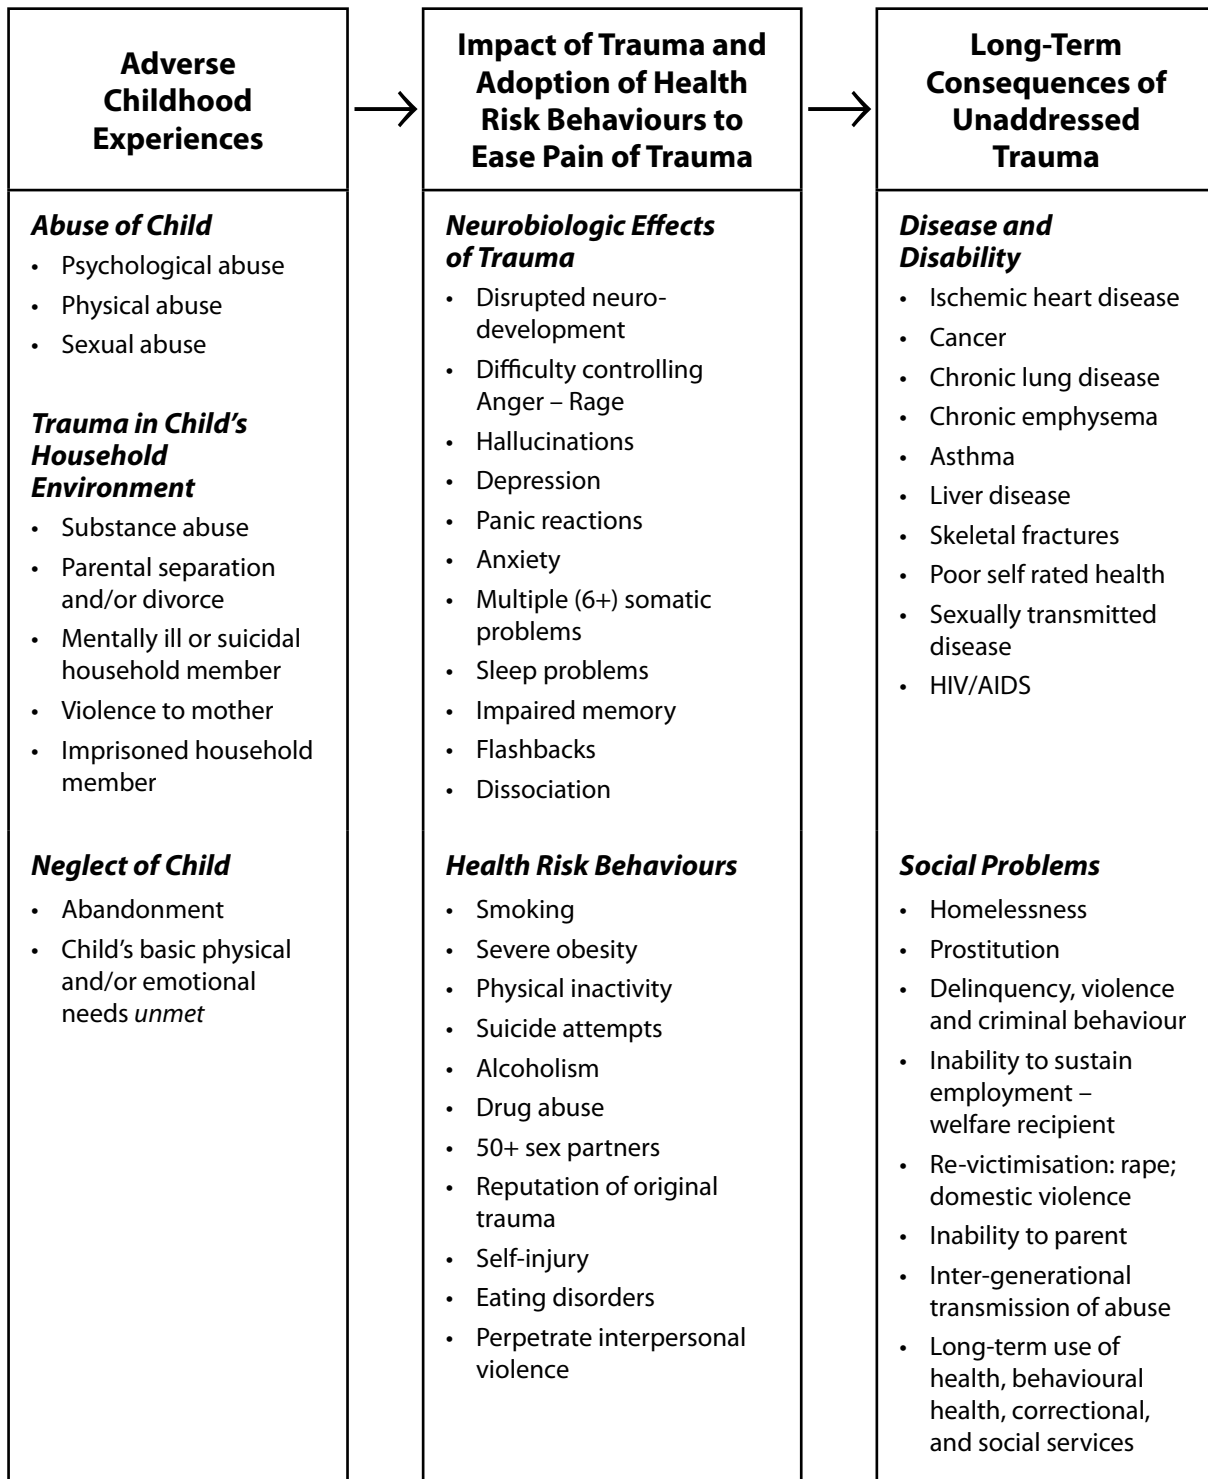 Adverse
Childhood
Experiences
Impact of Trauma and
Adoption of Health
Risk Behaviours to
Ease Pain of Trauma
Long-Term
Consequences of
Unaddressed
Trauma
Abuse of Child
• Psychological abuse
• Physical abuse
• Sexual abuse
Trauma in Child’s
Household
Environment
• Substance abuse
• Parental separation
and/or divorce
• Mentally ill or suicidal
household member
• Violence to mother
• Imprisoned household
member
Neglect of Child
• Abandonment
• Child’s basic physical
and/or emotional
needs unmet
Neurobiologic Effects
of Trauma
• Disrupted neuro-
development
• Difficulty controlling
Anger – Rage
• Hallucinations
• Depression
• Panic reactions
• Anxiety
• Multiple (6+) somatic
problems
• Sleep problems
• Impaired memory
• Flashbacks
• Dissociation
Health Risk Behaviours
• Smoking
• Severe obesity
• Physical inactivity
• Suicide attempts
• Alcoholism
• Drug abuse
• 50+ sex partners
• Reputation of original
trauma
• Self-injury
• Eating disorders
• Perpetrate interpersonal
violence
Disease and
Disability
• Ischemic heart disease
• Cancer
• Chronic lung disease
• Chronic emphysema
• Asthma
• Liver disease
• Skeletal fractures
• Poor self rated health
• Sexually transmitted
disease
• HIV/AIDS
Social Problems
• Homelessness
• Prostitution
• Delinquency, violence
and criminal behaviour
• Inability to sustain
employment –
welfare recipient
• Re-victimisation: rape;
domestic violence
• Inability to parent
• Inter-generational
transmission of abuse
• Long-term use of
health, behavioural
health, correctional,
and social services